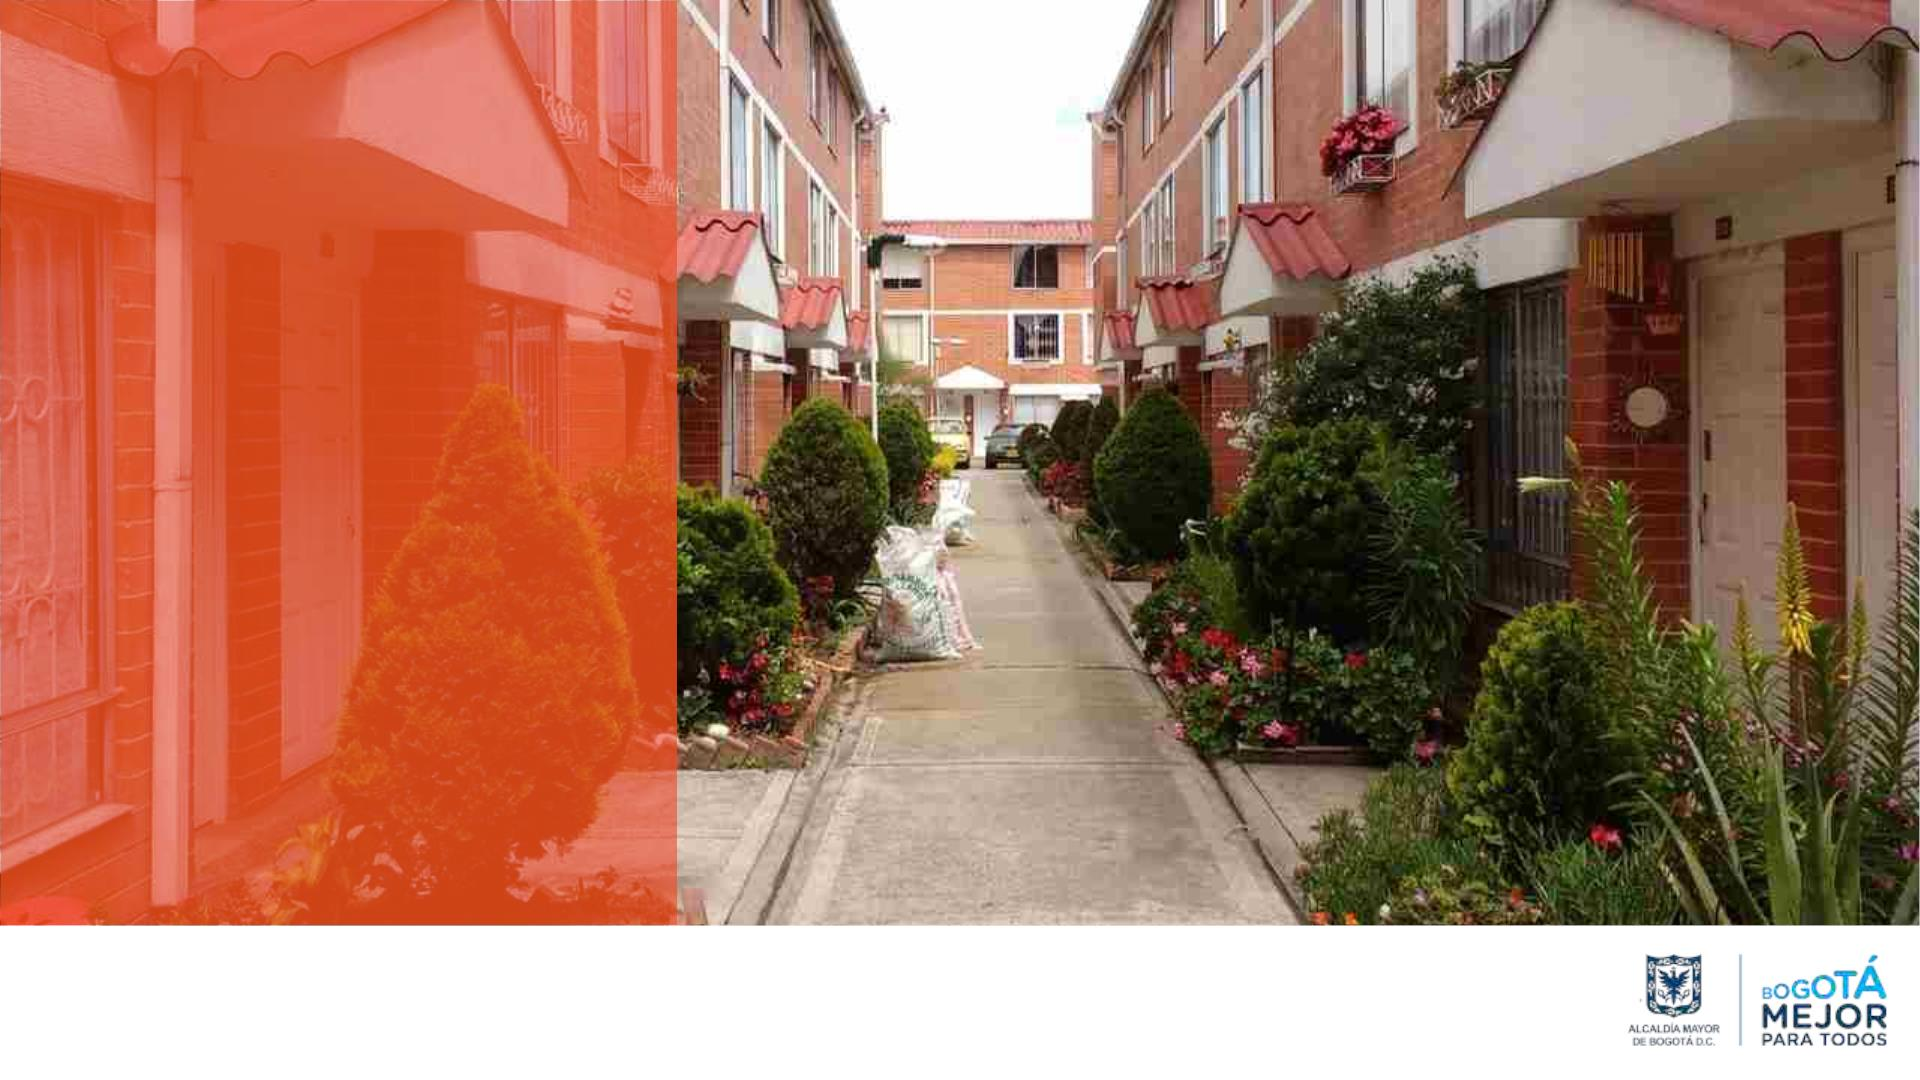 ALCALDÍA MAYOR
DE BOGOTÁ D.C.
BOGOTÁ
MEJOR
PARA TODOS